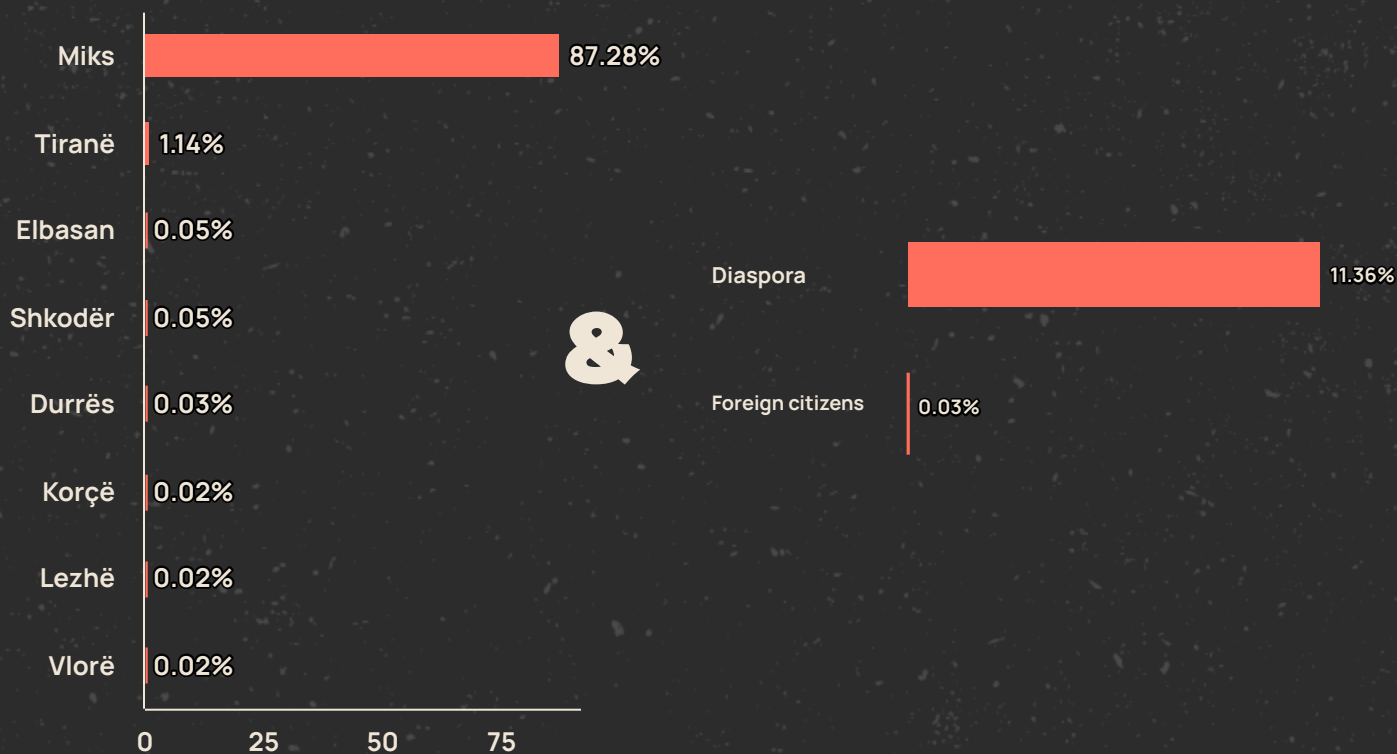 Miks 87.28%
Tiranë 1.14%
Elbasan 0.05%
Shkodër 0.05%
Durrës 0.03%
Korçë 0.02%
Lezhë 0.02%
Vlorë 0.02%
0 25 50 75
&
Diaspora 11.36%
Foreign citizens 0.03%